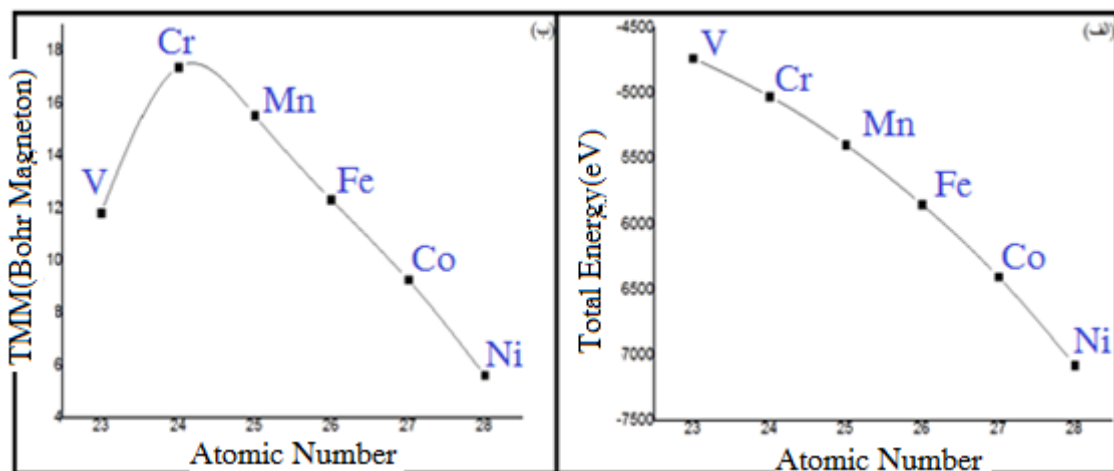 (ب)
TMM(Bohr Magneton)
18
16
14
12
10
8
6
4
V
Cr
Mn
Fe
Co
Ni
23 24 25 26 27 28
Atomic Number
(الف)
Total Energy(eV)
-4500
-5000
-5500
6000
-6500
7000
-7500
V
Cr
Mn
Fe
Co
Ni
23 24 25 26 27 28
Atomic Number